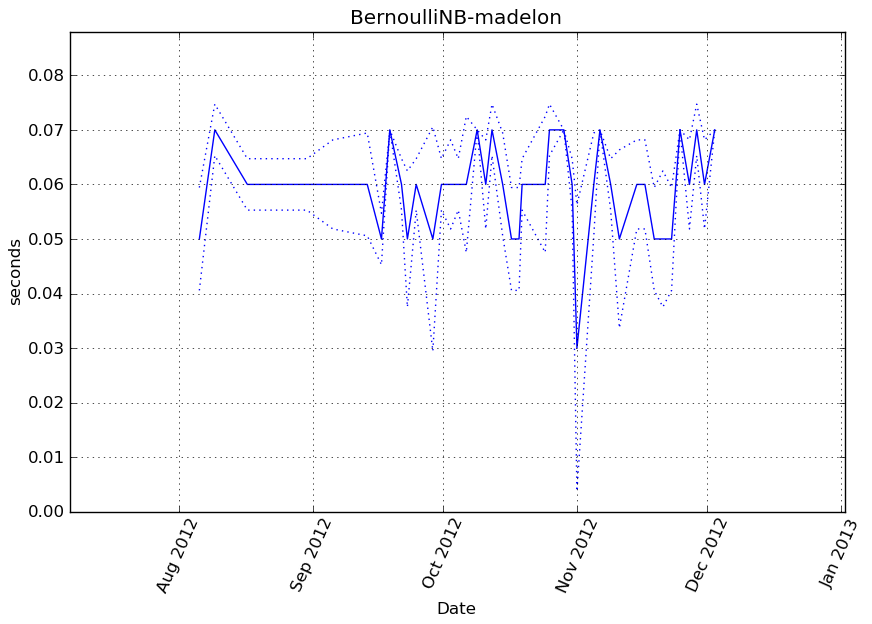 BernoulliNB-madelon
0.08
0.07
0.06
0.05
0.04
0.03
0.02
0.01
0.00
seconds
Aug 2012
Sep 2012
Oct 2012
Nov 2012
Dec 2012
Jan 2013
Date